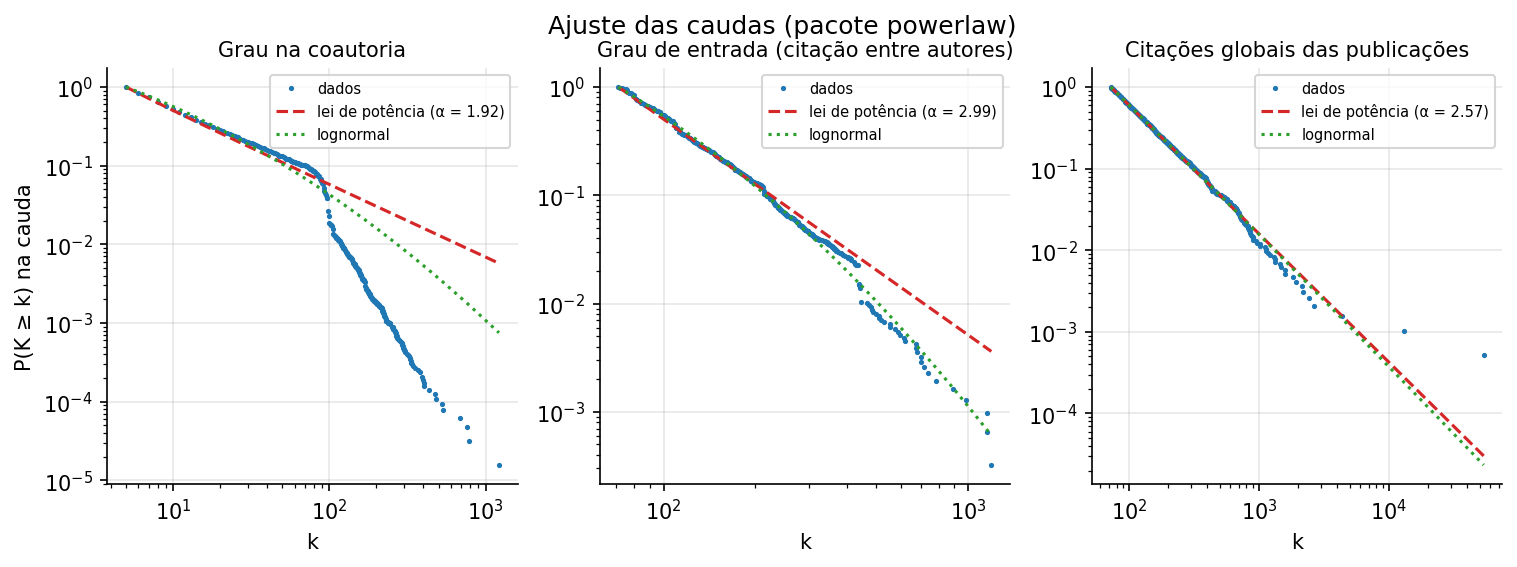 Ajuste das caudas (pacote powerlaw)
Grau na coautoria
P(K ≥ k) na cauda
10⁰
10⁻¹
10⁻²
10⁻³
10⁻⁴
10⁻⁵
dados
lei de potência (α = 1.92)
lognormal
10¹
10²
10³
k
Grau de entrada (citação entre autores)
10⁰
10⁻¹
10⁻²
10⁻³
dados
lei de potência (α = 2.99)
lognormal
10²
10³
k
Citações globais das publicações
10⁰
10⁻¹
10⁻²
10⁻³
10⁻⁴
dados
lei de potência (α = 2.57)
lognormal
10²
10³
10⁴
k